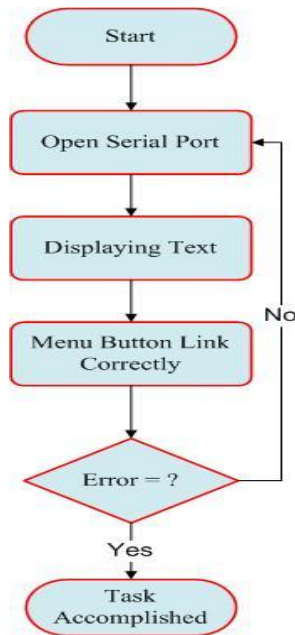 Start
Open Serial Port
Displaying Text
Menu Button Link
Correctly
No
Error = ?
Yes
Task
Accomplished